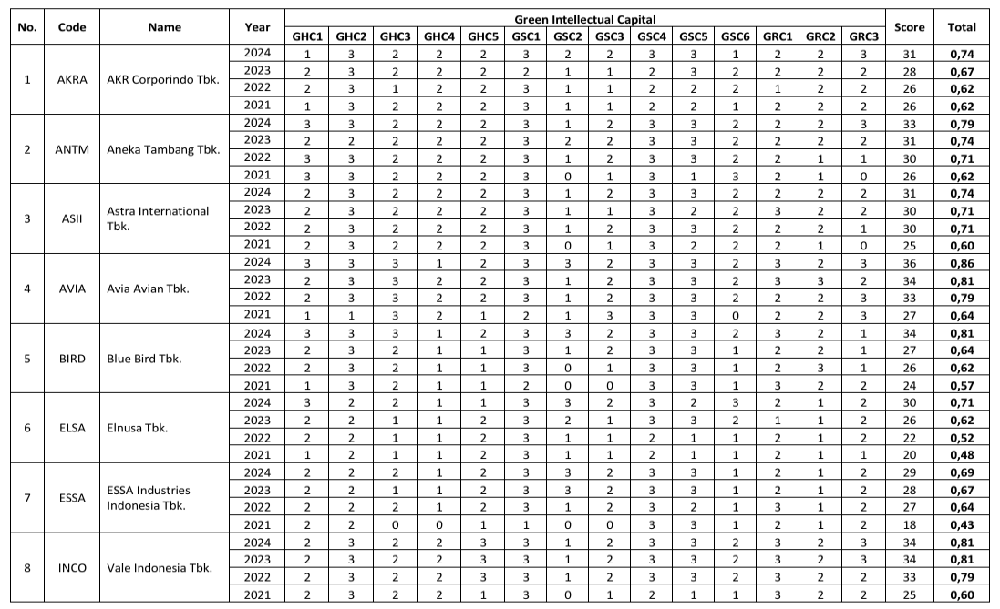 No. Code Name Year Green Intellectual Capital Score Total
GHC1 GHC2 GHC3 GHC4 GHC5 GSC1 GSC2 GSC3 GSC4 GSC5 GSC6 GRC1 GRC2 GRC3
1 AKRA AKR Corporindo Tbk.
2024 1 3 2 2 2 3 2 2 3 3 1 2 2 3 31 0,74
2023 2 3 2 2 2 2 1 1 2 3 2 2 2 2 28 0,67
2022 2 3 1 2 2 3 1 1 2 2 2 1 2 2 26 0,62
2021 1 3 2 2 2 3 1 1 2 2 1 2 2 2 26 0,62
2 ANTM Aneka Tambang Tbk.
2024 3 3 2 2 2 3 1 2 3 3 2 2 2 3 33 0,79
2023 2 2 2 2 2 3 2 2 3 3 2 2 2 2 31 0,74
2022 3 3 2 2 2 3 1 2 3 3 2 2 1 1 30 0,71
2021 3 3 2 2 2 3 0 1 3 1 3 2 1 0 26 0,62
3 ASII Astra International
Tbk.
2024 2 3 2 2 2 3 1 2 3 3 2 2 2 2 31 0,74
2023 2 3 2 2 2 3 1 1 3 2 2 3 2 2 30 0,71
2022 2 3 2 2 2 3 1 2 3 3 2 2 2 1 30 0,71
2021 2 3 2 2 2 3 0 1 3 2 2 2 1 0 25 0,60
4 AVIA Avia Avian Tbk.
2024 3 3 3 1 2 3 3 2 3 3 2 3 2 3 36 0,86
2023 2 3 3 2 2 3 1 2 3 3 2 3 3 2 34 0,81
2022 2 3 3 2 2 3 1 2 3 3 2 2 2 3 33 0,79
2021 1 1 3 2 1 2 1 3 3 3 0 2 2 3 27 0,64
5 BIRD Blue Bird Tbk.
2024 3 3 3 1 2 3 3 2 3 3 2 3 2 1 34 0,81
2023 2 3 2 1 1 3 1 2 3 3 1 2 2 1 27 0,64
2022 2 3 2 1 1 3 0 1 3 3 1 2 3 1 26 0,62
2021 1 3 2 1 1 2 0 0 3 3 1 3 2 2 24 0,57
6 ELSA Elnusa Tbk.
2024 3 2 2 1 1 3 3 2 3 2 3 2 1 2 30 0,71
2023 2 2 1 1 2 3 2 1 3 3 2 1 1 2 26 0,62
2022 2 2 1 1 2 3 1 1 2 1 1 2 1 2 22 0,52
2021 1 2 1 1 2 3 1 1 2 1 1 2 1 1 20 0,48
7 ESSA ESSA Industries
Indonesia Tbk.
2024 2 2 2 1 2 3 3 2 3 3 1 2 1 2 29 0,69
2023 2 2 1 1 2 3 3 2 3 3 1 2 1 2 28 0,67
2022 2 2 2 1 2 3 1 2 3 2 1 3 1 2 27 0,64
2021 2 2 0 0 1 1 0 0 3 3 1 2 1 2 18 0,43
8 INCO Vale Indonesia Tbk.
2024 2 3 2 2 3 3 1 2 3 3 2 3 2 3 34 0,81
2023 2 3 2 2 3 3 1 2 3 3 2 3 2 3 34 0,81
2022 2 3 2 2 3 3 1 2 3 3 2 3 2 2 33 0,79
2021 2 3 2 2 1 3 0 1 2 1 1 3 2 2 25 0,60